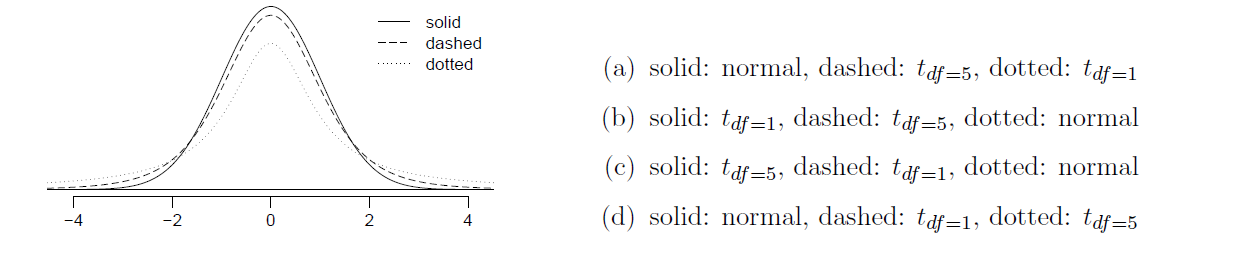 solid
dashed
dotted
−4 −2 0 2 4
(a) solid: normal, dashed: t_{df=5}, dotted: t_{df=1}
(b) solid: t_{df=1}, dashed: t_{df=5}, dotted: normal
(c) solid: t_{df=5}, dashed: t_{df=1}, dotted: normal
(d) solid: normal, dashed: t_{df=1}, dotted: t_{df=5}